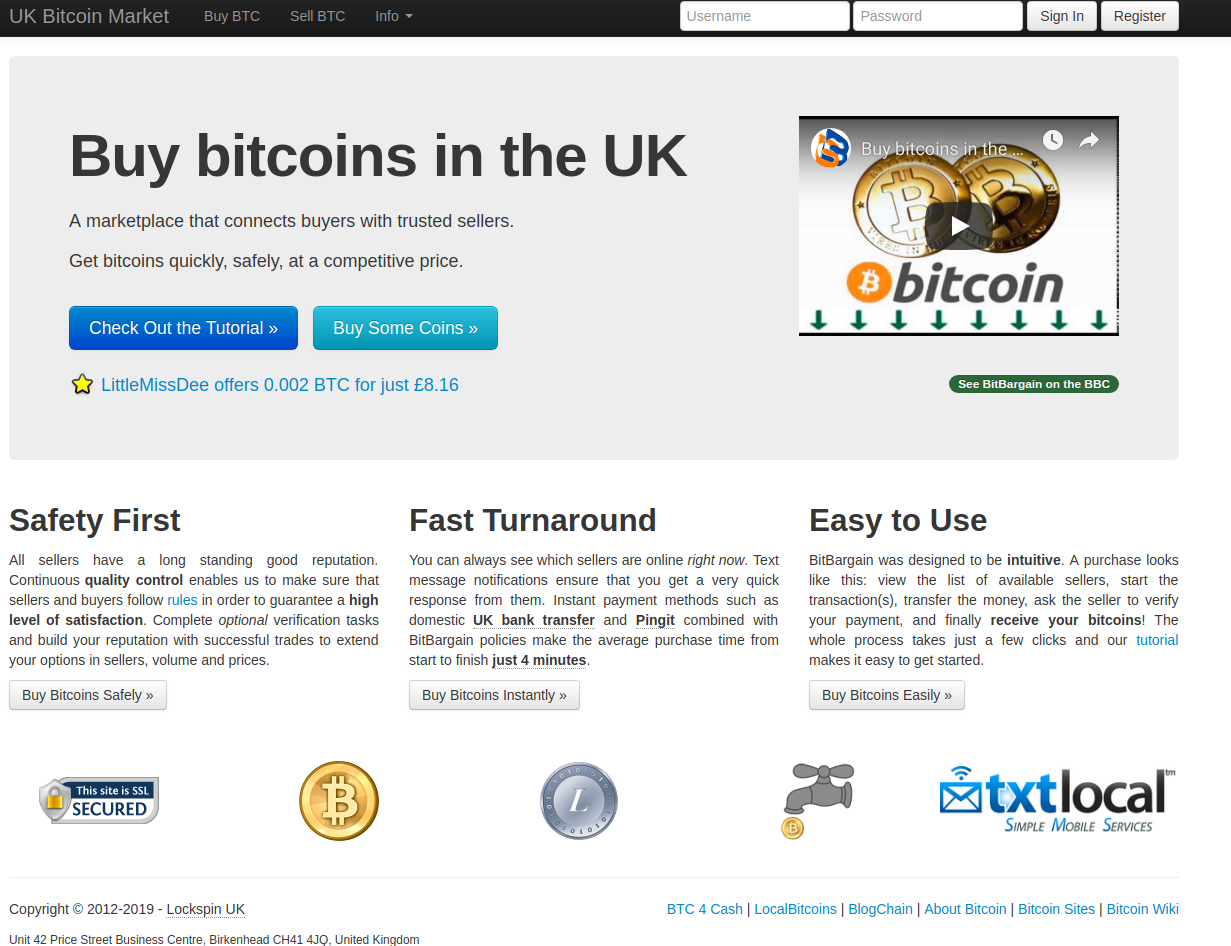 UK Bitcoin Market Buy BTC Sell BTC Info Username Password Sign In Register
Buy bitcoins in the UK
A marketplace that connects buyers with trusted sellers.
Get bitcoins quickly, safely, at a competitive price.
Check Out the Tutorial » Buy Some Coins »
LittleMissDee offers 0.002 BTC for just £8.16
Buy bitcoins in the ...
bitcoin
See BitBargain on the BBC
Safety First
All sellers have a long standing good reputation.
Continuous quality control enables us to make sure that
sellers and buyers follow rules in order to guarantee a high
level of satisfaction. Complete optional verification tasks
and build your reputation with successful trades to extend
your options in sellers, volume and prices.
Buy Bitcoins Safely »
Fast Turnaround
You can always see which sellers are online right now. Text
message notifications ensure that you get a very quick
response from them. Instant payment methods such as
domestic UK bank transfer and Pingit combined with
BitBargain policies make the average purchase time from
start to finish just 4 minutes.
Buy Bitcoins Instantly »
Easy to Use
BitBargain was designed to be intuitive. A purchase looks
like this: view the list of available sellers, start the
transaction(s), transfer the money, ask the seller to verify
your payment, and finally receive your bitcoins! The
whole process takes just a few clicks and our tutorial
makes it easy to get started.
Buy Bitcoins Easily »
This site is SSL
SECURED
txtlocal™
SIMPLE MOBILE SERVICES
Copyright © 2012-2019 - Lockspin UK
BTC 4 Cash | LocalBitcoins | BlogChain | About Bitcoin | Bitcoin Sites | Bitcoin Wiki
Unit 42 Price Street Business Centre, Birkenhead CH41 4JQ, United Kingdom